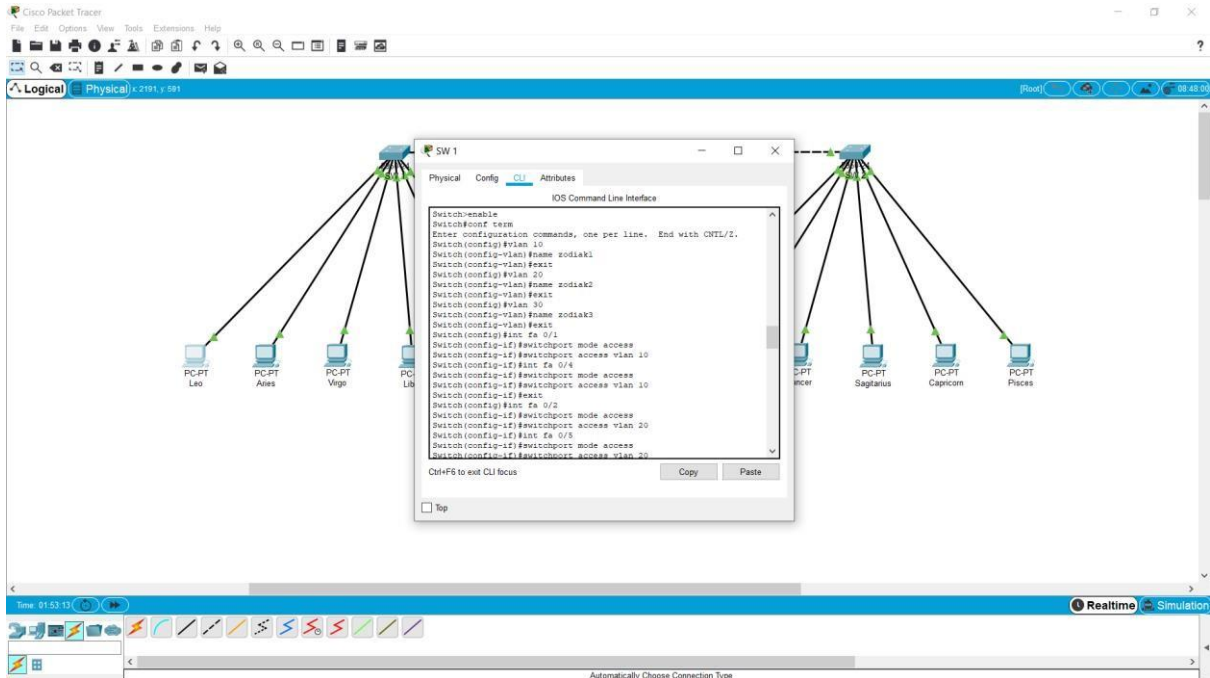 Cisco Packet Tracer
File Edit Options View Tools Extensions Help
?
Logical Physical x: 2191, y: 591 [Root] 08:48:00
SW 1
Physical Config CLI Attributes
IOS Command Line Interface
Switch>enable
Switch#conf term
Enter configuration commands, one per line. End with CNTL/Z.
Switch(config)#vlan 10
Switch(config-vlan)#name zodiak1
Switch(config-vlan)#exit
Switch(config)#vlan 20
Switch(config-vlan)#name zodiak2
Switch(config-vlan)#exit
Switch(config)#vlan 30
Switch(config-vlan)#name zodiak3
Switch(config-vlan)#exit
Switch(config)#int fa 0/1
Switch(config-if)#switchport mode access
Switch(config-if)#switchport access vlan 10
Switch(config-if)#int fa 0/4
Switch(config-if)#switchport mode access
Switch(config-if)#switchport access vlan 10
Switch(config-if)#exit
Switch(config)#int fa 0/2
Switch(config-if)#switchport mode access
Switch(config-if)#switchport access vlan 20
Switch(config-if)#int fa 0/5
Switch(config-if)#switchport mode access
Switch(config-if)#switchport access vlan 20
Ctrl+F6 to exit CLI focus Copy Paste
Top
PC-PT PC-PT PC-PT PC- C-PT PC-PT PC-PT PC-PT
Leo Aries Virgo Lib ncer Sagitarius Capricorn Pisces
Time: 01:53:13 Realtime Simulation
Automatically Choose Connection Type